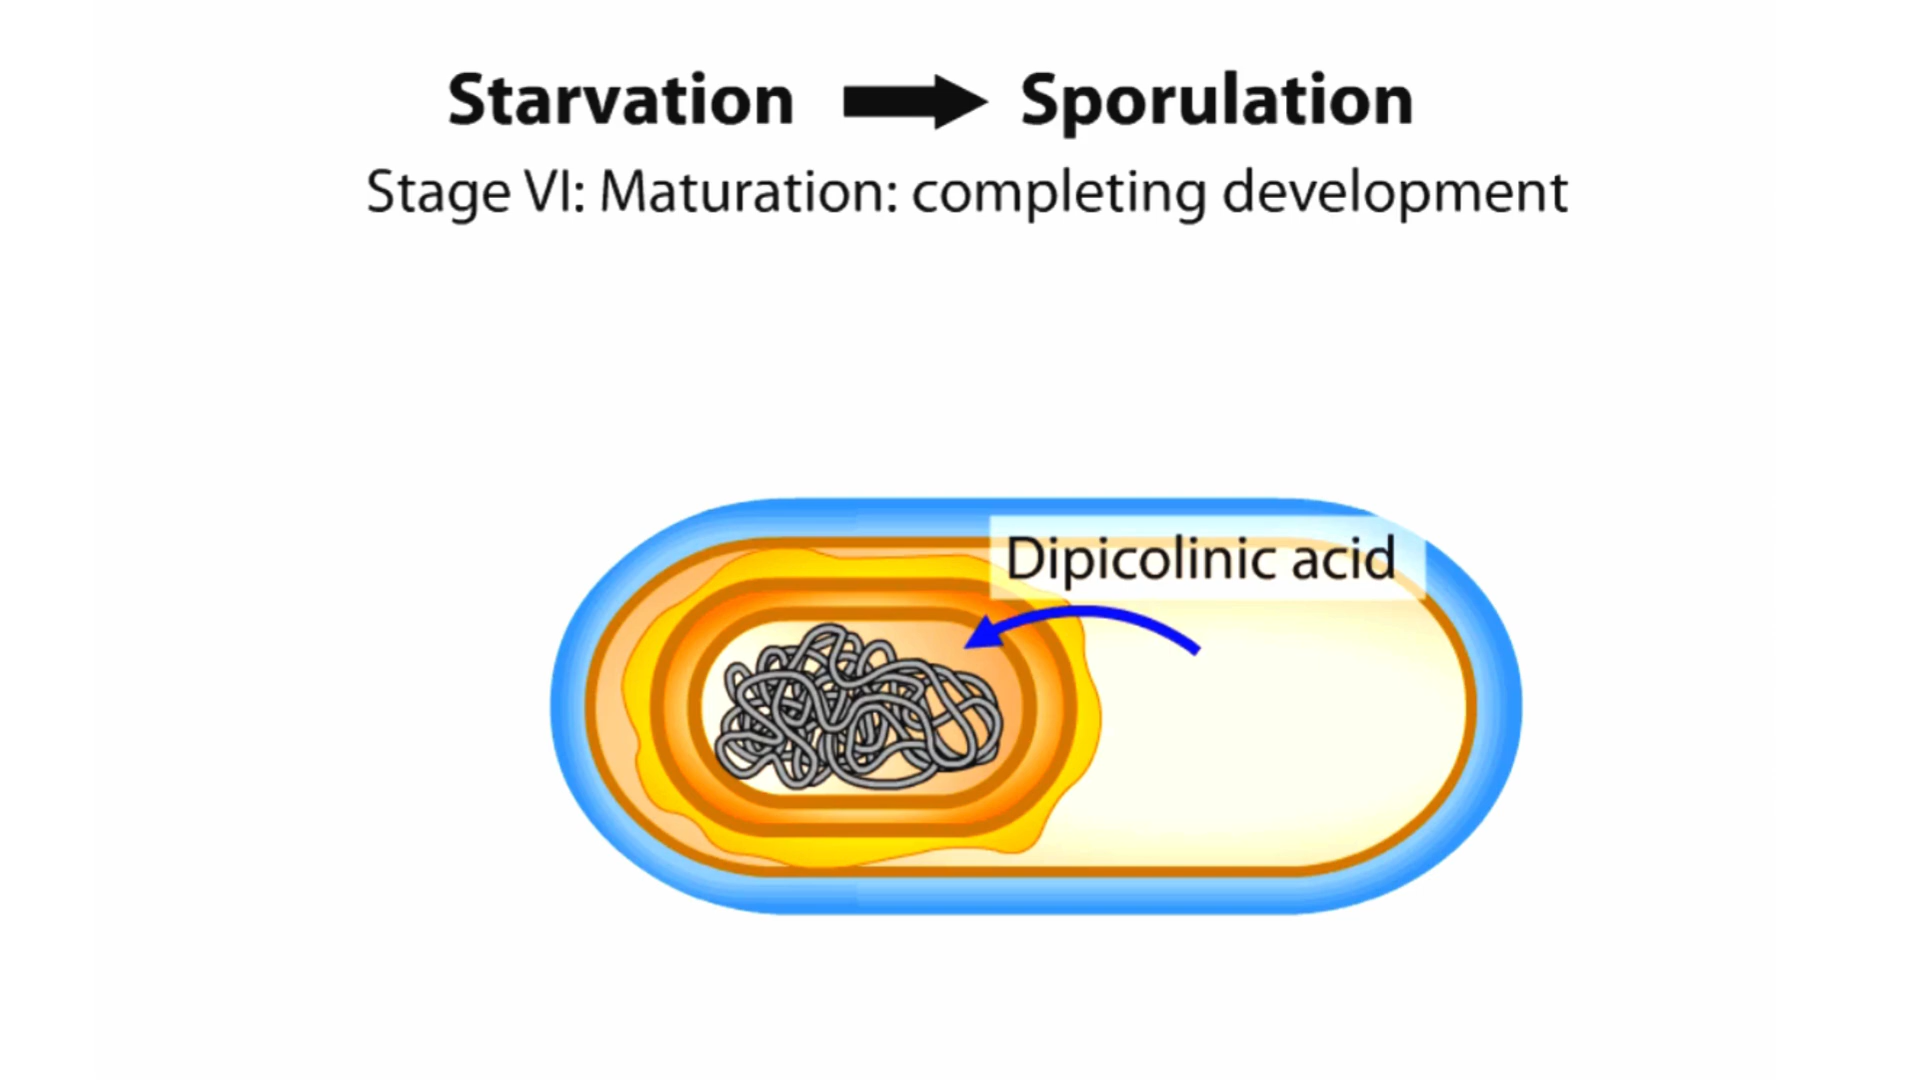 Starvation Sporulation
Stage VI: Maturation: completing development
Dipicolinic acid